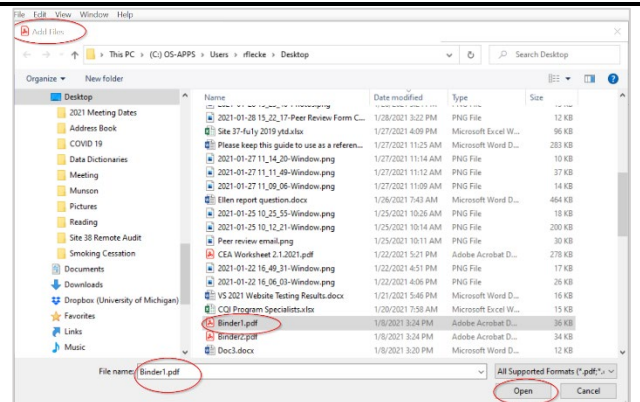 File Edit View Window Help
Add Files
This PC > (C:) OS-APPS > Users > rflecke > Desktop
Search Desktop
Organize New folder
Name Date modified Type Size
Desktop
2021 Meeting Dates
Address Book
COVID 19
Data Dictionaries
Meeting
Munson
Pictures
Reading
Site 38 Remote Audit
Smoking Cessation
Documents
Downloads
Dropbox (University of Michigan)
Favorites
Links
Music
2021-01-28 15_22_17-Peer Review Form C... 1/28/2021 3:22 PM PNG File 12 KB
Site 37-fu1y 2019 ytd.xlsx 1/27/2021 4:09 PM Microsoft Excel W... 96 KB
Please keep this guide to use as a referen... 1/27/2021 11:25 AM Microsoft Word D... 283 KB
2021-01-27 11_14_20-Window.png 1/27/2021 11:14 AM PNG File 10 KB
2021-01-27 11_11_49-Window.png 1/27/2021 11:12 AM PNG File 37 KB
2021-01-27 11_09_06-Window.png 1/27/2021 11:09 AM PNG File 14 KB
Ellen report question.docx 1/26/2021 7:43 AM Microsoft Word D... 464 KB
2021-01-25 10_25_55-Window.png 1/25/2021 10:26 AM PNG File 18 KB
2021-01-25 10_12_21-Window.png 1/25/2021 10:14 AM PNG File 200 KB
Peer review email.png 1/25/2021 10:11 AM PNG File 30 KB
CEA Worksheet 2.1.2021.pdf 1/22/2021 5:21 PM Adobe Acrobat D... 278 KB
2021-01-22 16_49_31-Window.png 1/22/2021 4:51 PM PNG File 17 KB
2021-01-22 16_06_03-Window.png 1/22/2021 4:06 PM PNG File 26 KB
VS 2021 Website Testing Results.docx 1/21/2021 5:46 PM Microsoft Word D... 16 KB
CQI Program Specialists.xlsx 1/20/2021 7:58 AM Microsoft Excel W... 15 KB
Binder1.pdf 1/8/2021 3:24 PM Adobe Acrobat D... 36 KB
Binder2.pdf 1/8/2021 3:24 PM Adobe Acrobat D... 34 KB
Doc3.docx 1/8/2021 3:20 PM Microsoft Word D... 12 KB
File name: Binder1.pdf
All Supported Formats (*.pdf;*.
Open Cancel